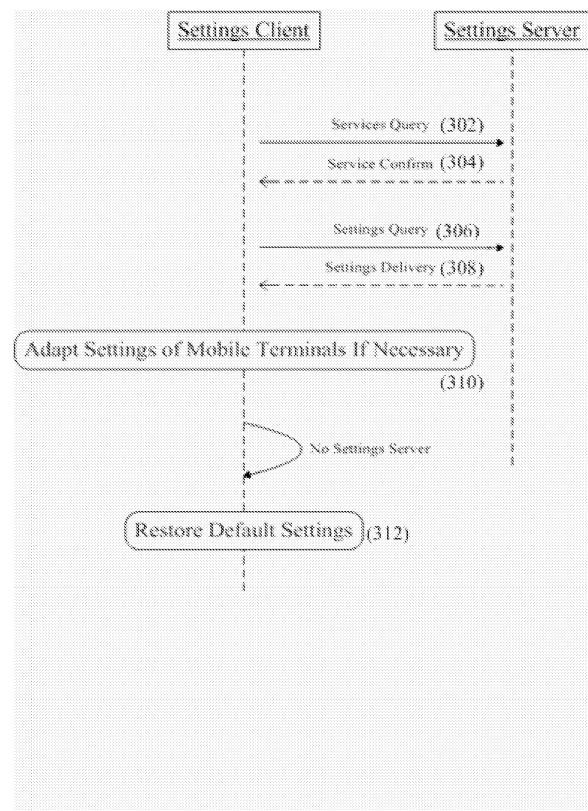 Settings Client
Settings Server
Services Query (302)
Service Confirm (304)
Settings Query (306)
Settings Delivery (308)
Adapt Settings of Mobile Terminals If Necessary
(310)
No Settings Server
Restore Default Settings (312)